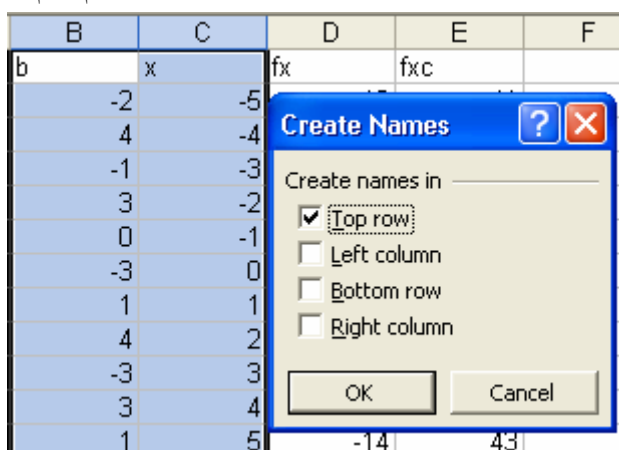 B C D E F
b x fx fxc
-2 -5
4 -4
-1 -3
3 -2
0 -1
-3 0
1 1
4 2
-3 3
3 4
1 5 -14 43
Create Names
Create names in
Top row
Left column
Bottom row
Right column
OK Cancel